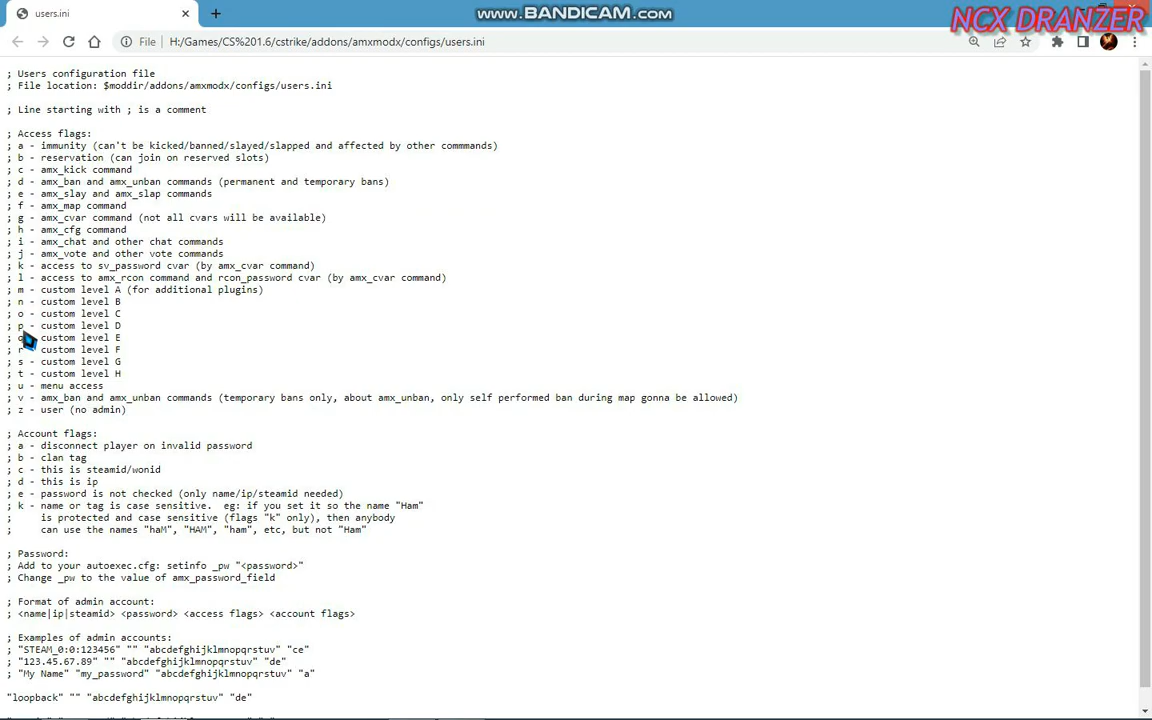 users.ini
www.BANDICAM.com
NCX DRANZER
File H:/Games/CS%201.6/cstrike/addons/amxmodx/configs/users.ini
; Users configuration file
; File location: $moddir/addons/amxmodx/configs/users.ini
; Line starting with ; is a comment
; Access flags:
; a - immunity (can't be kicked/banned/slayed/slapped and affected by other commmands)
; b - reservation (can join on reserved slots)
; c - amx_kick command
; d - amx_ban and amx_unban commands (permanent and temporary bans)
; e - amx_slay and amx_slap commands
; f - amx_map command
; g - amx_cvar command (not all cvars will be available)
; h - amx_cfg command
; i - amx_chat and other chat commands
; j - amx_vote and other vote commands
; k - access to sv_password cvar (by amx_cvar command)
; l - access to amx_rcon command and rcon_password cvar (by amx_cvar command)
; m - custom level A (for additional plugins)
; n - custom level B
; o - custom level C
; p - custom level D
; - custom level E
; r - custom level F
; s - custom level G
; t - custom level H
; u - menu access
; v - amx_ban and amx_unban commands (temporary bans only, about amx_unban, only self performed ban during map gonna be allowed)
; z - user (no admin)
; Account flags:
; a - disconnect player on invalid password
; b - clan tag
; c - this is steamid/wonid
; d - this is ip
; e - password is not checked (only name/ip/steamid needed)
; k - name or tag is case sensitive. eg: if you set it so the name "Ham"
; is protected and case sensitive (flags "k" only), then anybody
; can use the names "haM", "HAM", "ham", etc, but not "Ham"
; Password:
; Add to your autoexec.cfg: setinfo _pw "<password>"
; Change _pw to the value of amx_password_field
; Format of admin account:
; <name|ip|steamid> <password> <access flags> <account flags>
; Examples of admin accounts:
; "STEAM_0:0:123456" "" "abcdefghijklmnopqrstuv" "ce"
; "123.45.67.89" "" "abcdefghijklmnopqrstuv" "de"
; "My Name" "my_password" "abcdefghijklmnopqrstuv" "a"
"loopback" "" "abcdefghijklmnopqrstuv" "de"